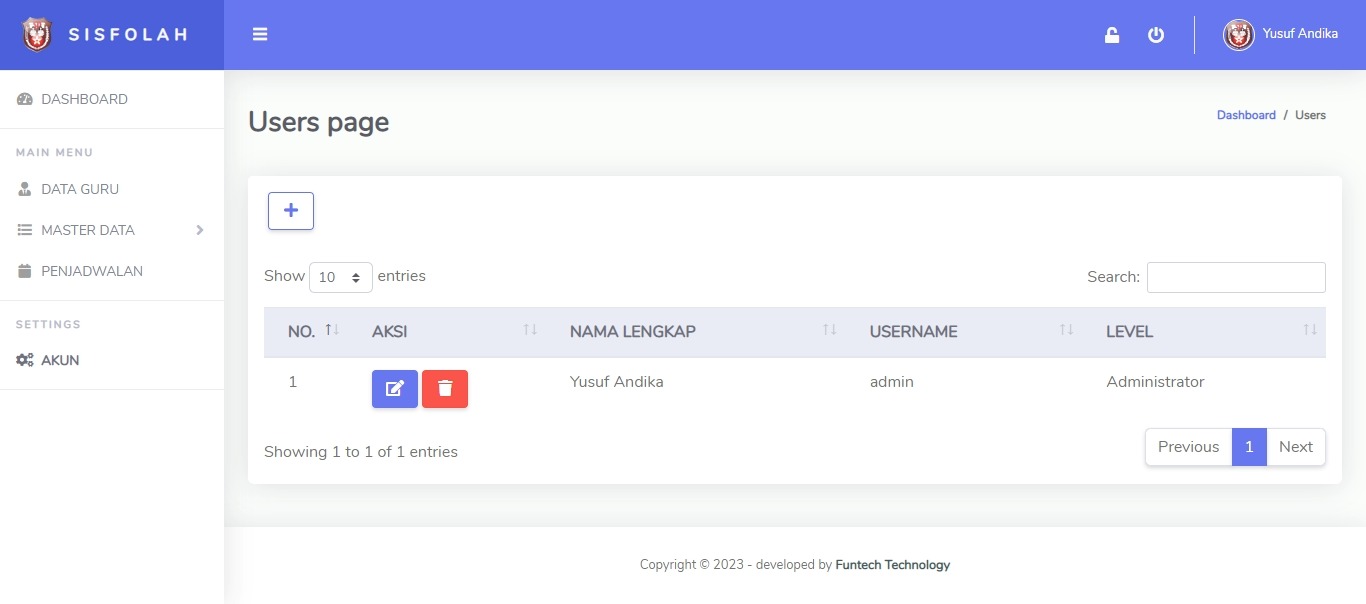 SISFOLAH
Yusuf Andika
DASHBOARD
MAIN MENU
DATA GURU
MASTER DATA
PENJADWALAN
SETTINGS
AKUN
Users page
Dashboard / Users
Show 10 entries
Search:
NO. AKSI NAMA LENGKAP USERNAME LEVEL
1 Yusuf Andika admin Administrator
Showing 1 to 1 of 1 entries
Previous 1 Next
Copyright © 2023 - developed by Funtech Technology